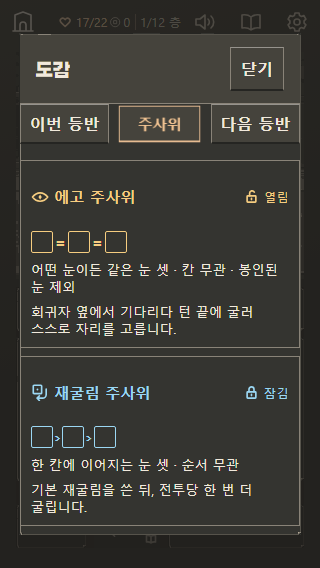 17/22 0 1/12 층
도감
닫기
이번 등반 주사위 다음 등반
에고 주사위 열림
= =
어떤 눈이든 같은 눈 셋 · 칸 무관 · 봉인된
눈 제외
회귀자 옆에서 기다리다 턴 끝에 굴러
스스로 자리를 고릅니다.
재굴림 주사위 잠김
> >
한 칸에 이어지는 눈 셋 · 순서 무관
기본 재굴림을 쓴 뒤, 전투당 한 번 더
굴립니다.